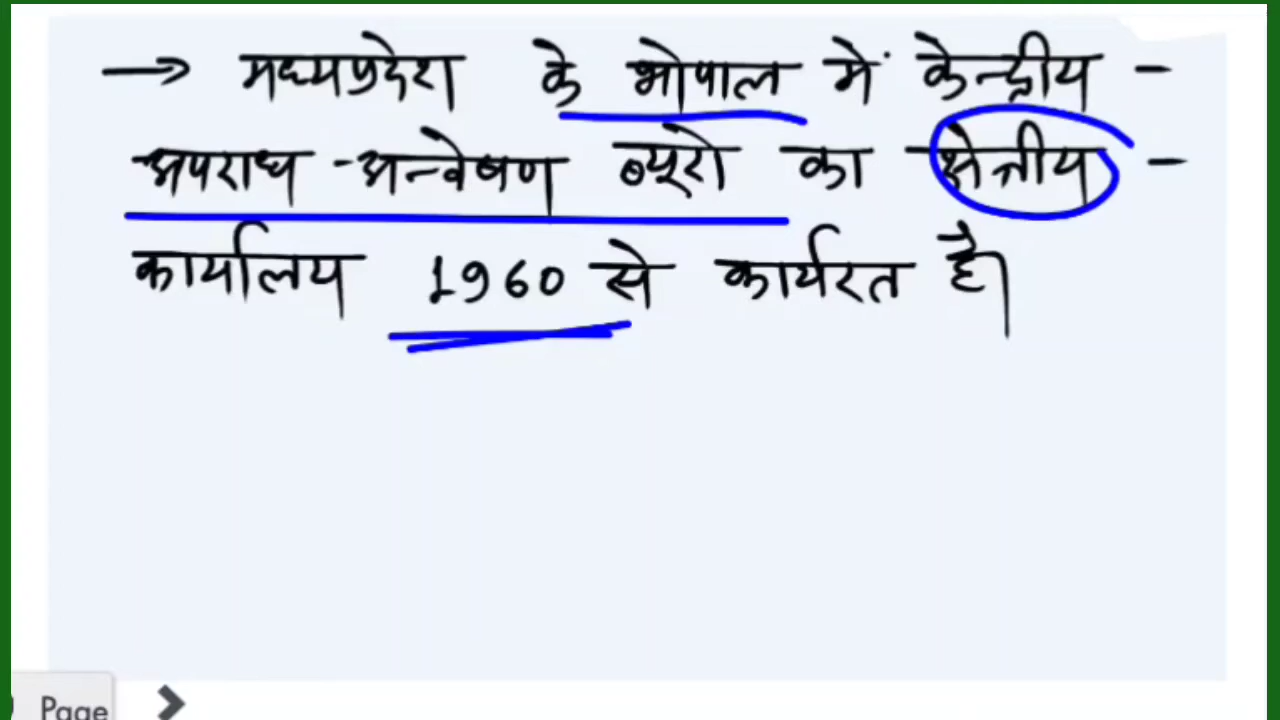 → मध्यप्रदेश के भोपाल में केन्द्रीय -
अपराध - अन्वेषण ब्यूरो का क्षेत्रीय -
कार्यालय 1960 से कार्यरत है।
Page